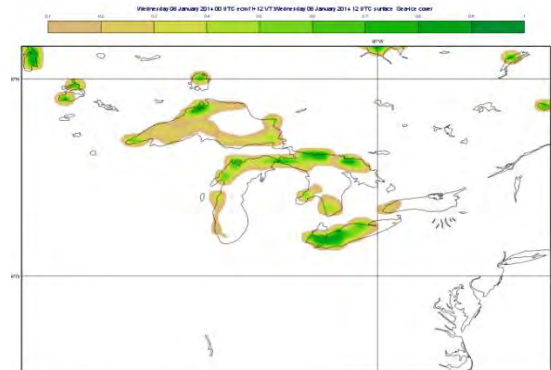 Wednesday 08 January 2014 00 UTC ecmf t+12 VT:Wednesday 08 January 2014 12 UTC surface Sea-ice cover
0.1 0.2 0.3 0.4 0.5 0.6 0.7 0.8 0.9 1
80°W